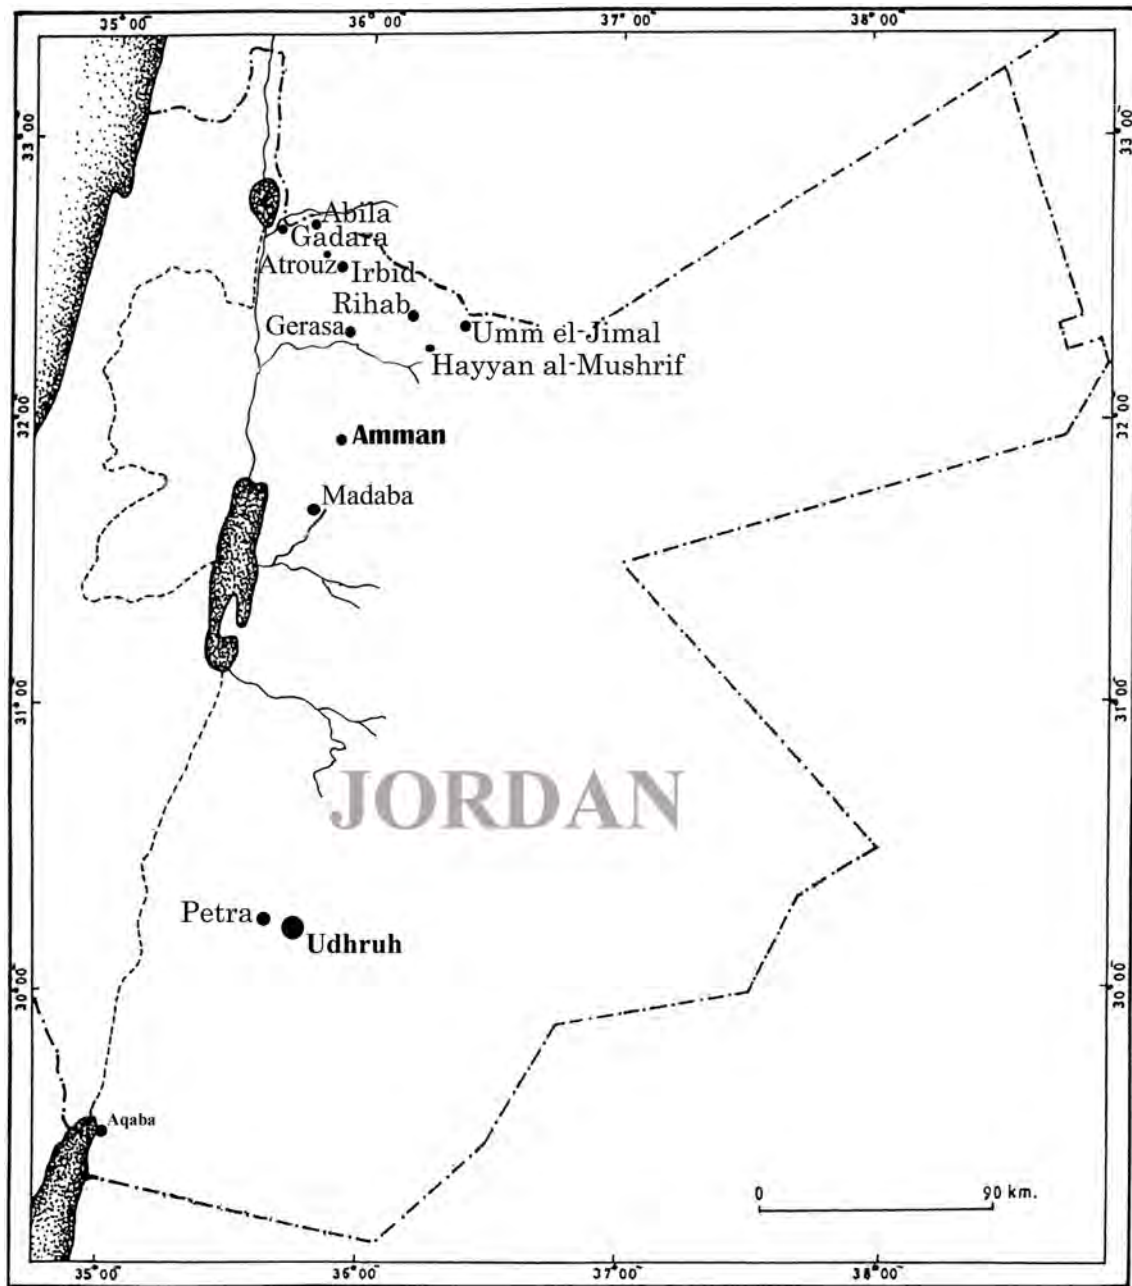 35°00' 36°00' 37°00' 38°00'
33°00' 33°00'
Abila
Gadara
Atrouz Irbid
Rihab
Gerasa Umm el-Jimal
Hayyan al-Mushrif
32°00' 32°00'
Amman
Madaba
31°00' 31°00'
JORDAN
Petra
Udhruh
30°00' 30°00'
Aqaba
0 90 km.
35°00' 36°00' 37°00' 38°00'